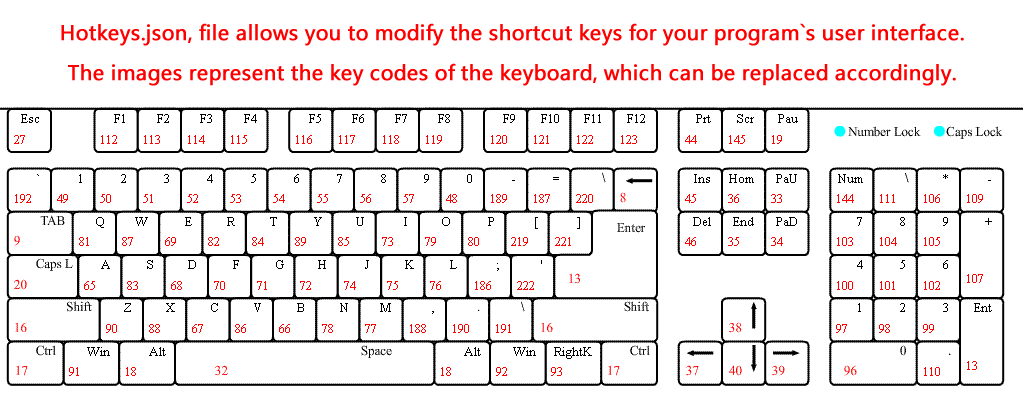 Hotkeys.json, file allows you to modify the shortcut keys for your program`s user interface.
The images represent the key codes of the keyboard, which can be replaced accordingly.
Esc F1 F2 F3 F4 F5 F6 F7 F8 F9 F10 F11 F12 Prt Scr Pau
Number Lock Caps Lock
27 112 113 114 115 116 117 118 119 120 121 122 123 44 145 19
` 1 2 3 4 5 6 7 8 9 0 - = \ Ins Hom PaU Num \ * -
192 49 50 51 52 53 54 55 56 57 48 189 187 220 8 45 36 33 144 111 106 109
TAB Q W E R T Y U I O P [ ] Enter Del End PaD 7 8 9 +
9 81 87 69 82 84 89 85 73 79 80 219 221 46 35 34 103 104 105
Caps L A S D F G H J K L ; ' 4 5 6
20 65 83 68 70 71 72 74 75 76 186 222 13 100 101 102 107
Shift Z X C V B N M , . \ Shift 1 2 3 Ent
16 90 88 67 86 66 78 77 188 190 191 16 38 97 98 99
Ctrl Win Alt Space Alt Win RightK Ctrl 0 .
17 91 18 32 18 92 93 17 37 40 39 96 110 13